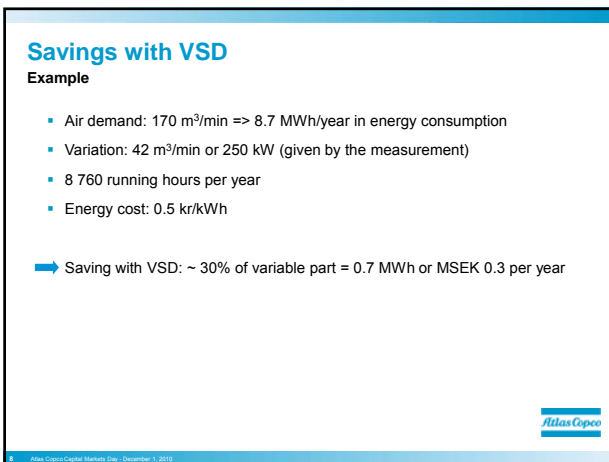 Savings with VSD
Example
▪ Air demand: 170 m³/min => 8.7 MWh/year in energy consumption
▪ Variation: 42 m³/min or 250 kW (given by the measurement)
▪ 8 760 running hours per year
▪ Energy cost: 0.5 kr/kWh
Saving with VSD: ~ 30% of variable part = 0.7 MWh or MSEK 0.3 per year
Atlas Copco
8 Atlas Copco Capital Markets Day - December 1, 2010